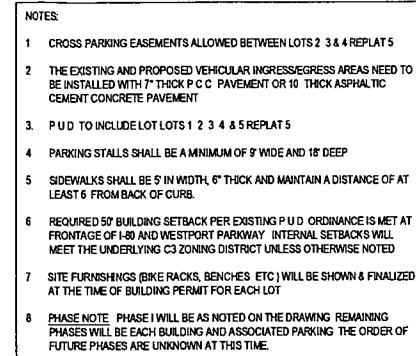 NOTES:
1 CROSS PARKING EASEMENTS ALLOWED BETWEEN LOTS 2 3 & 4 REPLAT 5
2 THE EXISTING AND PROPOSED VEHICULAR INGRESS/EGRESS AREAS NEED TO
BE INSTALLED WITH 7" THICK P C C PAVEMENT OR 10 THICK ASPHALTIC
CEMENT CONCRETE PAVEMENT
3. P U D TO INCLUDE LOT LOTS 1 2 3 4 & 5 REPLAT 5
4 PARKING STALLS SHALL BE A MINIMUM OF 9' WIDE AND 18' DEEP
5 SIDEWALKS SHALL BE 5' IN WIDTH, 6" THICK AND MAINTAIN A DISTANCE OF AT
LEAST 6 FROM BACK OF CURB.
6 REQUIRED 50' BUILDING SETBACK PER EXISTING P U D ORDINANCE IS MET AT
FRONTAGE OF I-80 AND WESTPORT PARKWAY INTERNAL SETBACKS WILL
MEET THE UNDERLYING C3 ZONING DISTRICT UNLESS OTHERWISE NOTED
7 SITE FURNISHINGS (BIKE RACKS, BENCHES ETC ) WILL BE SHOWN & FINALIZED
AT THE TIME OF BUILDING PERMIT FOR EACH LOT
8 PHASE NOTE PHASE I WILL BE AS NOTED ON THE DRAWING REMAINING
PHASES WILL BE EACH BUILDING AND ASSOCIATED PARKING THE ORDER OF
FUTURE PHASES ARE UNKNOWN AT THIS TIME.